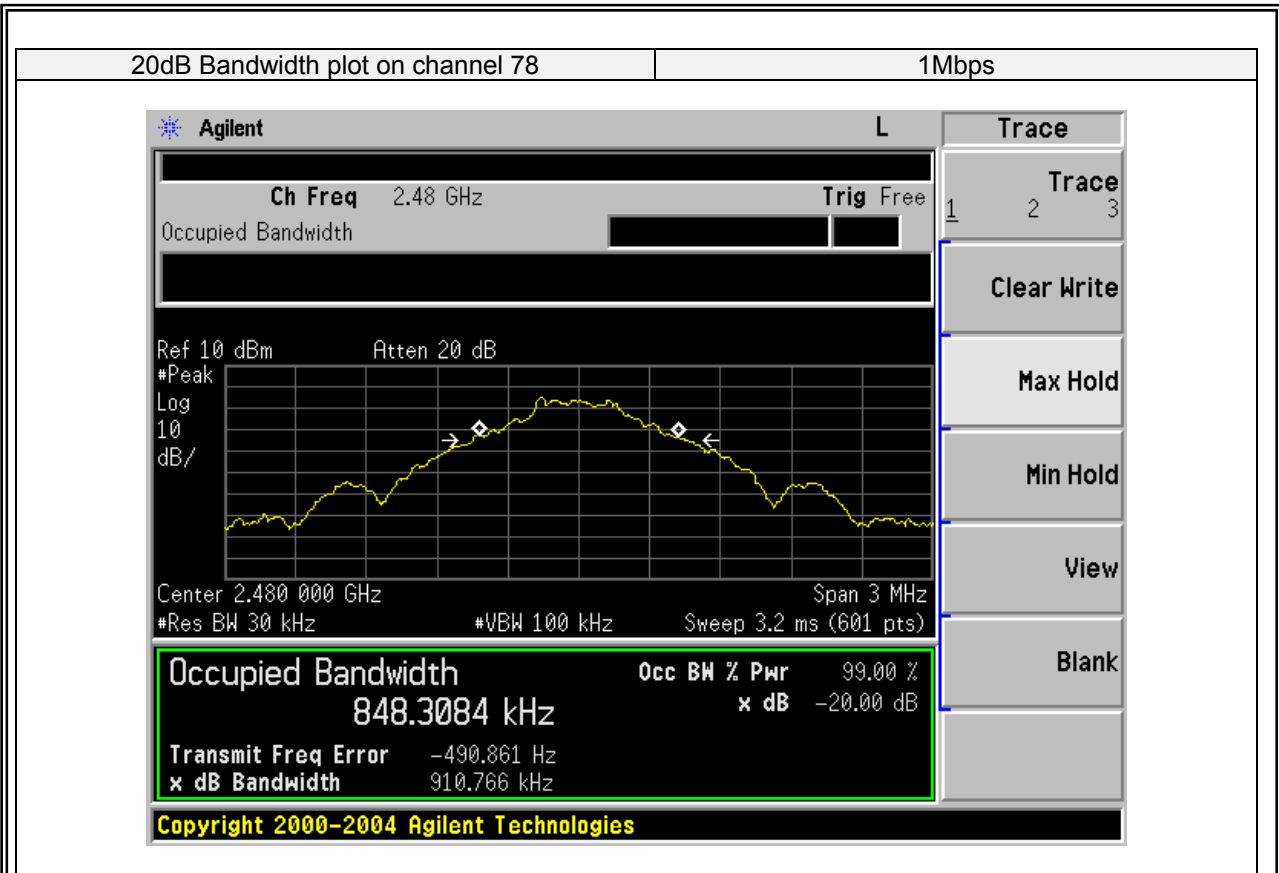 20dB Bandwidth plot on channel 78 1Mbps
Agilent L Trace
Ch Freq 2.48 GHz Trig Free
Occupied Bandwidth
Trace
1 2 3
Clear Write
Ref 10 dBm Atten 20 dB
#Peak
Log
10
dB/
Max Hold
Min Hold
View
Center 2.480 000 GHz Span 3 MHz
#Res BW 30 kHz #VBW 100 kHz Sweep 3.2 ms (601 pts)
Blank
Occupied Bandwidth Occ BW % Pwr 99.00 %
848.3084 kHz x dB -20.00 dB
Transmit Freq Error -490.861 Hz
x dB Bandwidth 910.766 kHz
Copyright 2000-2004 Agilent Technologies